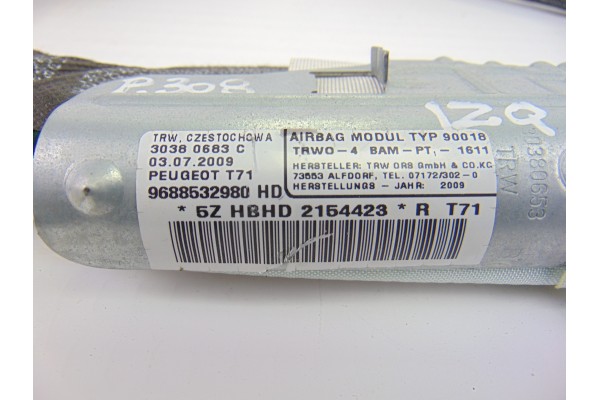 P.308
IZQ
TRW, CZESTOCHOWA
3038 0683 C
03.07.2009
PEUGEOT T71
9688532980 HD
AIRBAG MODUL TYP 90018
TRWO-4 BAM-PT1-1611
HERSTELLER: TRW ORS GmbH & CO.KC
73553 ALFDORF, TEL. 07172/302-0
HERSTELLUNGS - JAHR: 2009
* 5Z HBHD 2154423 * R T71
TRW